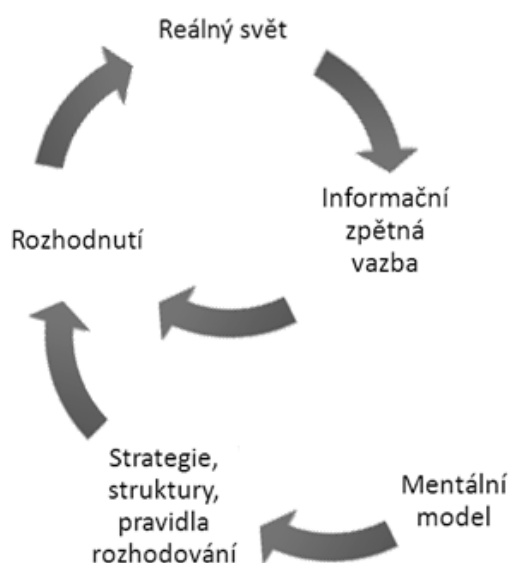 Reálný svět
Informační
zpětná
vazba
Rozhodnutí
Strategie,
struktury,
pravidla
rozhodování
Mentální
model